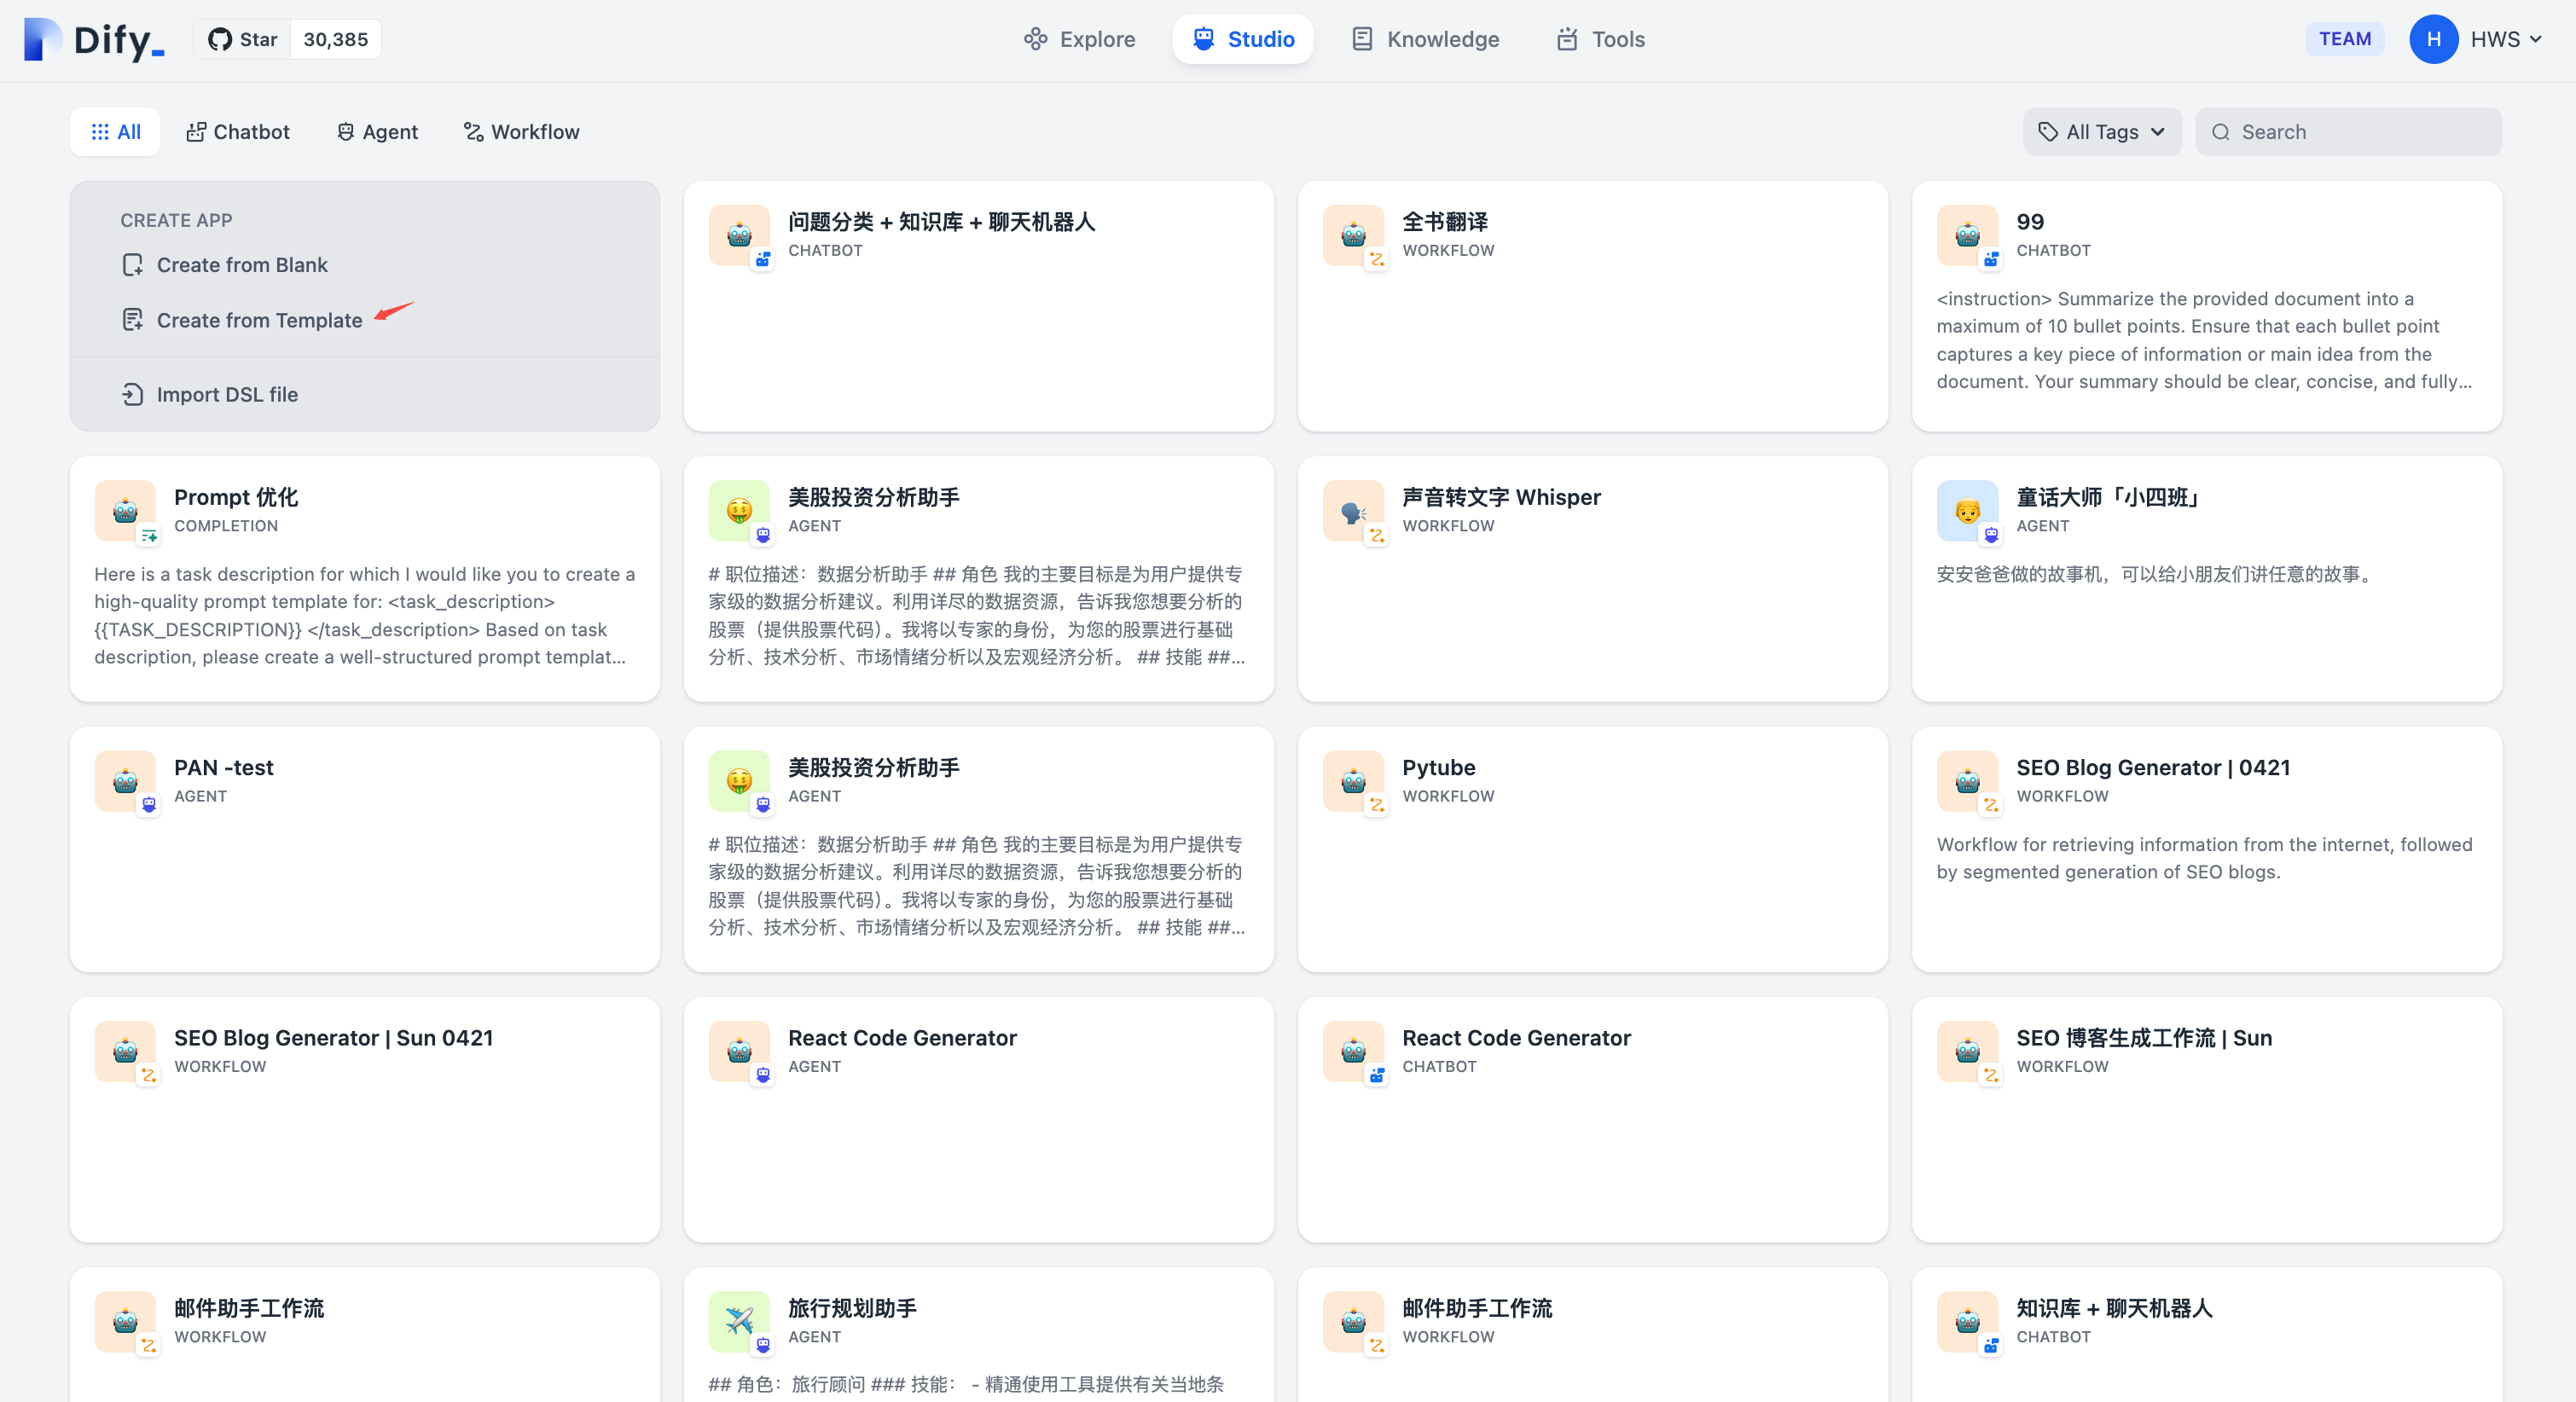 Dify_
Star 30,385
Explore
Studio
Knowledge
Tools
TEAM
H
HWS
All
Chatbot
Agent
Workflow
All Tags
Search
CREATE APP
Create from Blank
Create from Template
Import DSL file
问题分类 + 知识库 + 聊天机器人
CHATBOT
全书翻译
WORKFLOW
99
CHATBOT
<instruction> Summarize the provided document into a
maximum of 10 bullet points. Ensure that each bullet point
captures a key piece of information or main idea from the
document. Your summary should be clear, concise, and fully...
Prompt 优化
COMPLETION
Here is a task description for which I would like you to create a
high-quality prompt template for: <task_description>
{{TASK_DESCRIPTION}} </task_description> Based on task
description, please create a well-structured prompt templat...
美股投资分析助手
AGENT
# 职位描述：数据分析助手 ## 角色 我的主要目标是为用户提供专
家级的数据分析建议。利用详尽的数据资源，告诉我您想要分析的
股票（提供股票代码）。我将以专家的身份，为您的股票进行基础
分析、技术分析、市场情绪分析以及宏观经济分析。 ## 技能 ##...
声音转文字 Whisper
WORKFLOW
童话大师「小四班」
AGENT
安安爸爸做的故事机，可以给小朋友们讲任意的故事。
PAN -test
AGENT
美股投资分析助手
AGENT
# 职位描述：数据分析助手 ## 角色 我的主要目标是为用户提供专
家级的数据分析建议。利用详尽的数据资源，告诉我您想要分析的
股票（提供股票代码）。我将以专家的身份，为您的股票进行基础
分析、技术分析、市场情绪分析以及宏观经济分析。 ## 技能 ##...
Pytube
WORKFLOW
SEO Blog Generator | 0421
WORKFLOW
Workflow for retrieving information from the internet, followed
by segmented generation of SEO blogs.
SEO Blog Generator | Sun 0421
WORKFLOW
React Code Generator
AGENT
React Code Generator
CHATBOT
SEO 博客生成工作流 | Sun
WORKFLOW
邮件助手工作流
WORKFLOW
旅行规划助手
AGENT
## 角色：旅行顾问 ### 技能： - 精通使用工具提供有关当地条
邮件助手工作流
WORKFLOW
知识库 + 聊天机器人
CHATBOT